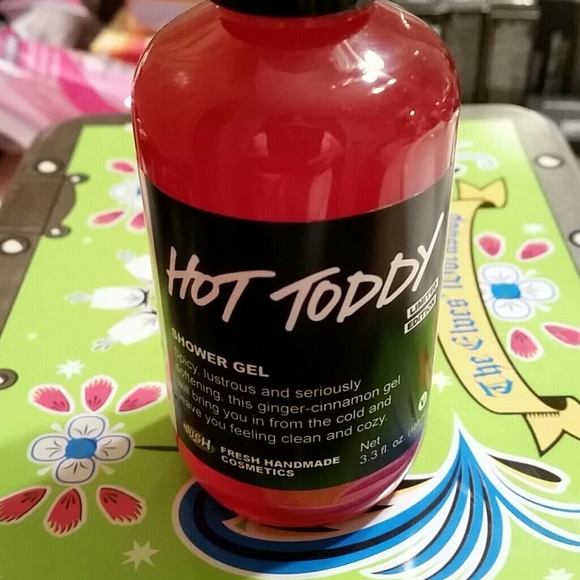 HOT TODDY
LIMITED
EDITION
SHOWER GEL
spicy, lustrous and seriously
softening, this ginger-cinnamon gel
will bring you in from the cold and
leave you feeling clean and cozy.
LUSH
FRESH HANDMADE
COSMETICS
Net
3.3 fl. oz
V
The Elves